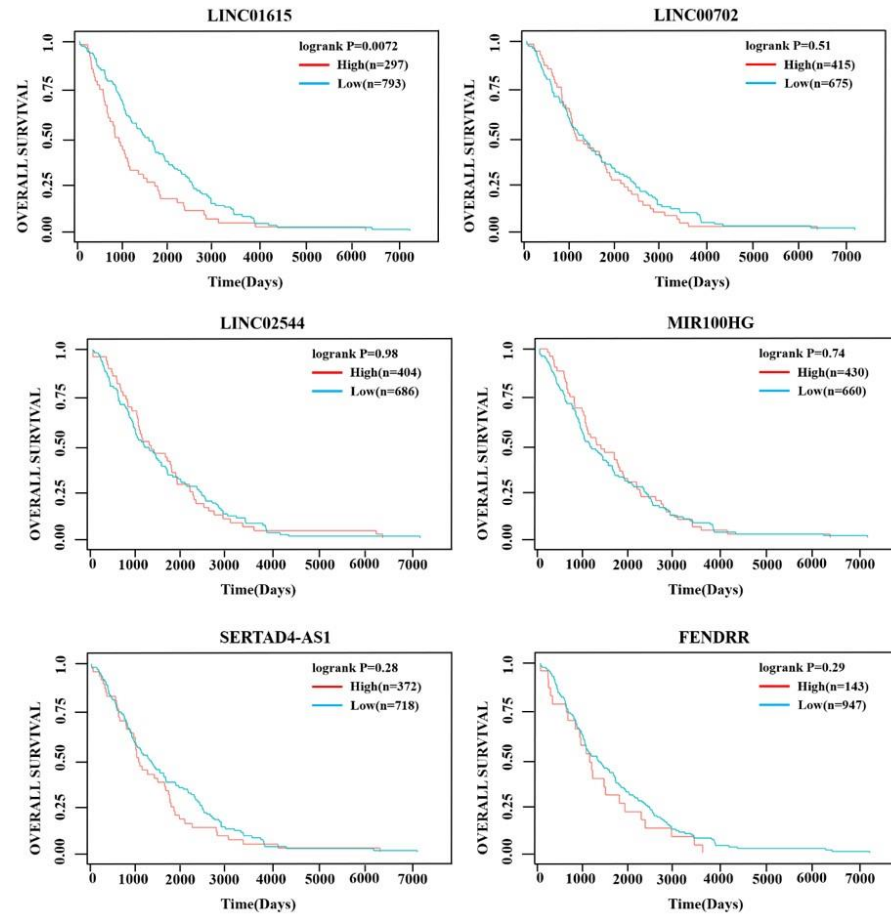 LINC01615
OVERALL SURVIVAL
1.0
0.75
0.50
0.25
0.00
logrank P=0.0072
High(n=297)
Low(n=793)
0 1000 2000 3000 4000 5000 6000 7000
Time(Days)
LINC00702
OVERALL SURVIVAL
1.0
0.75
0.50
0.25
0.00
logrank P=0.51
High(n=415)
Low(n=675)
0 1000 2000 3000 4000 5000 6000 7000
Time(Days)
LINC02544
OVERALL SURVIVAL
1.0
0.75
0.50
0.25
0.00
logrank P=0.98
High(n=404)
Low(n=686)
0 1000 2000 3000 4000 5000 6000 7000
Time(Days)
MIR100HG
OVERALL SURVIVAL
1.0
0.75
0.50
0.25
0.00
logrank P=0.74
High(n=430)
Low(n=660)
0 1000 2000 3000 4000 5000 6000 7000
Time(Days)
SERTAD4-AS1
OVERALL SURVIVAL
1.0
0.75
0.50
0.25
0.00
logrank P=0.28
High(n=372)
Low(n=718)
0 1000 2000 3000 4000 5000 6000 7000
Time(Days)
FENDRR
OVERALL SURVIVAL
1.0
0.75
0.50
0.25
0.00
logrank P=0.29
High(n=143)
Low(n=947)
0 1000 2000 3000 4000 5000 6000 7000
Time(Days)